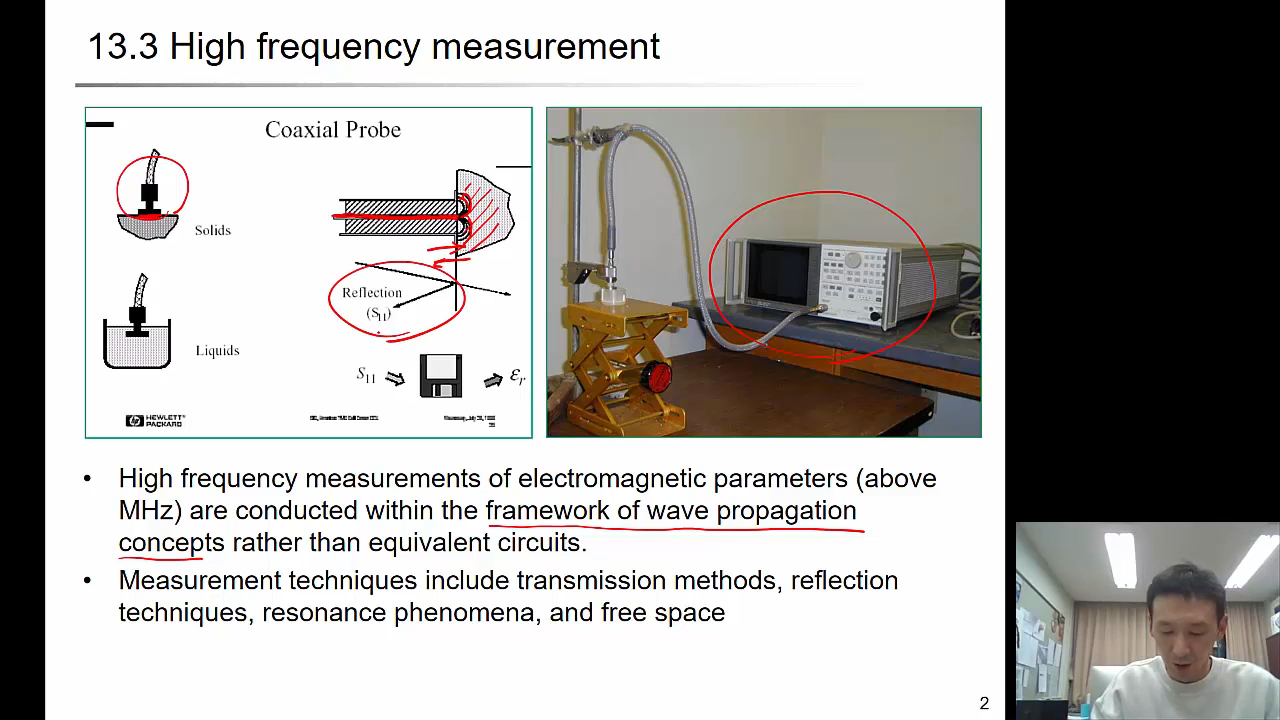 13.3 High frequency measurement
Coaxial Probe
Solids
Reflection
(S11)
Liquids
S11
εr
HEWLETT
PACKARD
• High frequency measurements of electromagnetic parameters (above
MHz) are conducted within the framework of wave propagation
concepts rather than equivalent circuits.
• Measurement techniques include transmission methods, reflection
techniques, resonance phenomena, and free space
2